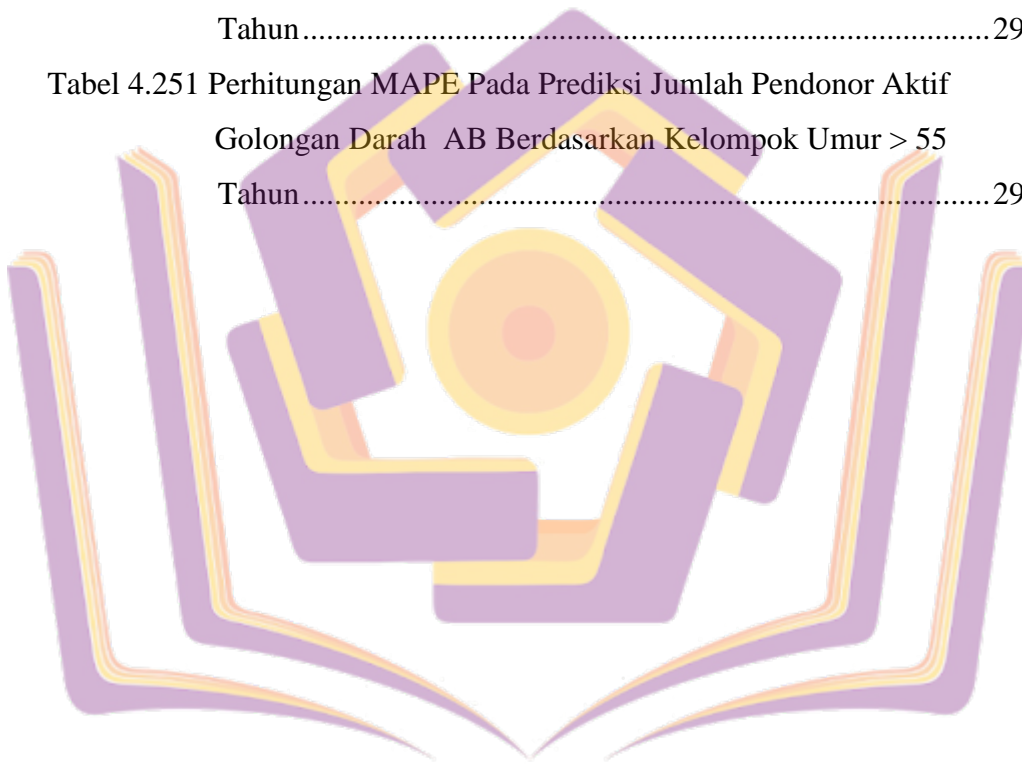 Tahun....................................................................................29
Tabel 4.251 Perhitungan MAPE Pada Prediksi Jumlah Pendonor Aktif
Golongan Darah  AB Berdasarkan Kelompok Umur > 55
Tahun....................................................................................29